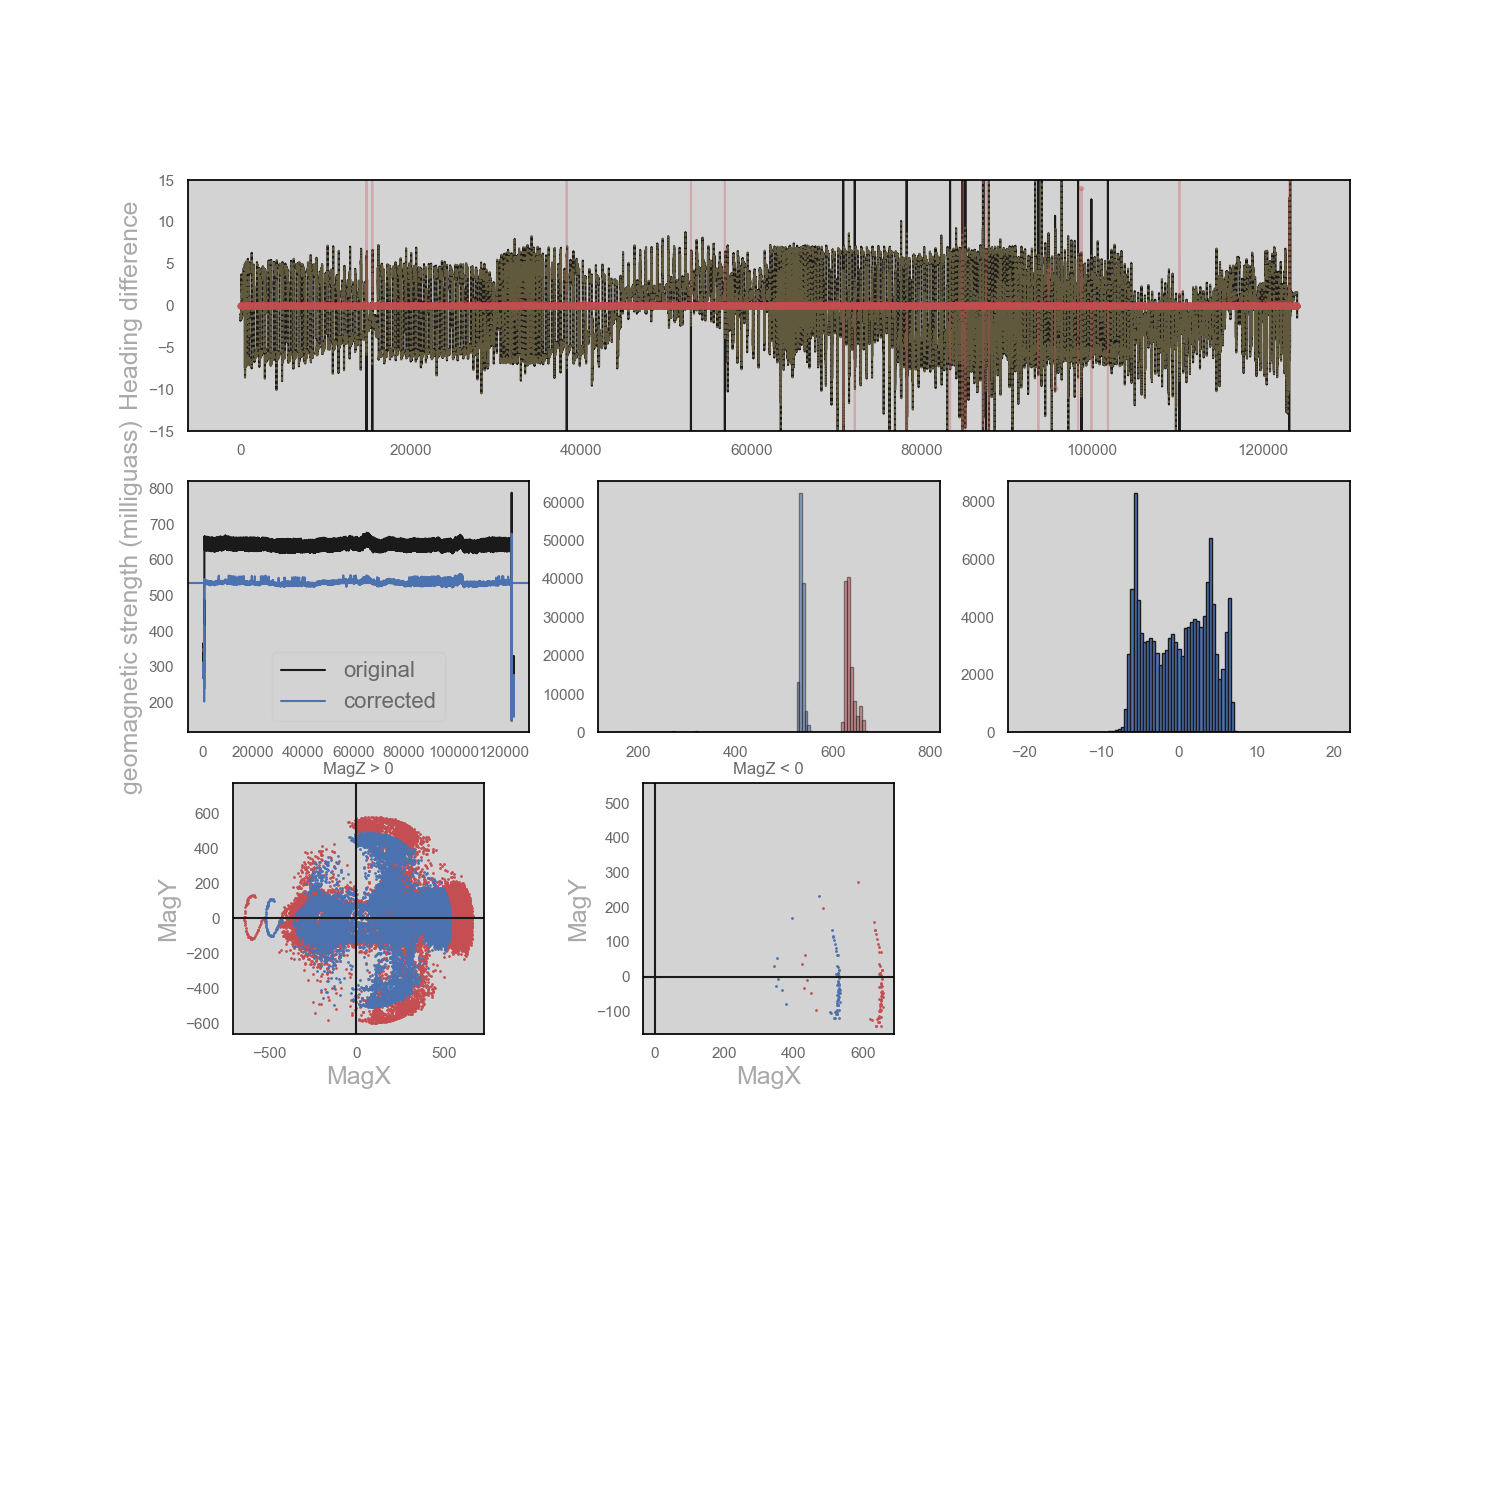 Heading difference
15
10
5
0
−5
−10
−15
0 20000 40000 60000 80000 100000 120000
geomagnetic strength (milliguass)
800
700
600
500
400
300
200
original
corrected
0 20000 40000 60000 80000 100000 120000
60000
50000
40000
30000
20000
10000
0
200 400 600 800
8000
6000
4000
2000
0
−20 −10 0 10 20
MagZ > 0
MagY
600
400
200
0
−200
−400
−600
−500 0 500
MagX
MagZ < 0
MagY
500
400
300
200
100
0
−100
0 200 400 600
MagX